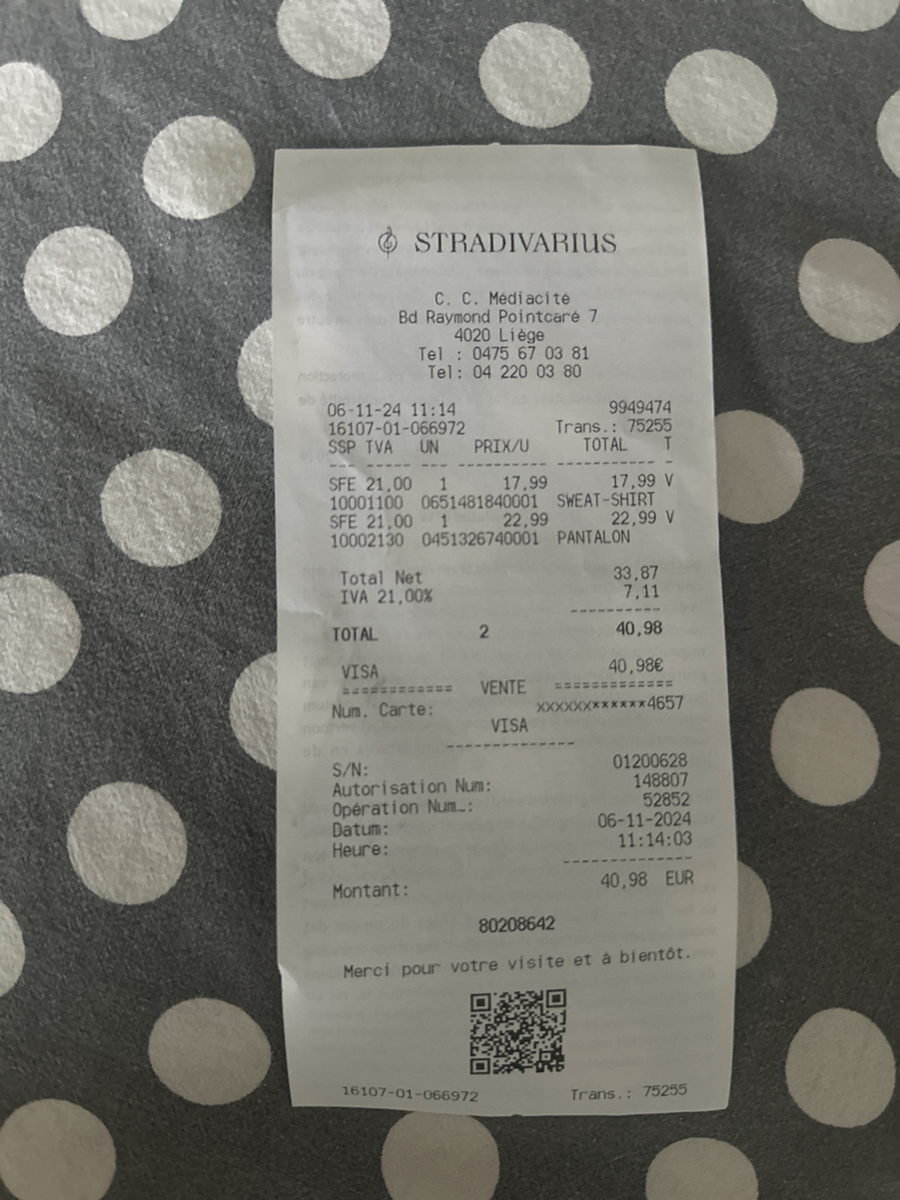 STRADIVARIUS
C. C. Médiacité
Bd Raymond Pointcaré 7
4020 Liège
Tel : 0475 67 03 81
Tel: 04 220 03 80
06-11-24 11:14 9949474
16107-01-066972 Trans.: 75255
SSP TVA UN PRIX/U TOTAL T
--- ----- --- ---------- ----------- -
SFE 21,00 1 17,99 17,99 V
10001100 0651481840001 SWEAT-SHIRT
SFE 21,00 1 22,99 22,99 V
10002130 0451326740001 PANTALON
Total Net 33,87
IVA 21,00% 7,11
----------
TOTAL 2 40,98
VISA 40,98€
============ VENTE =============
Num. Carte: XXXXXX******4657
VISA
--------------
S/N: 01200628
Autorisation Num: 148807
Opération Num.: 52852
Datum: 06-11-2024
Heure: 11:14:03
--------------
Montant: 40,98 EUR
80208642
Merci pour votre visite et à bientôt.
16107-01-066972 Trans.: 75255